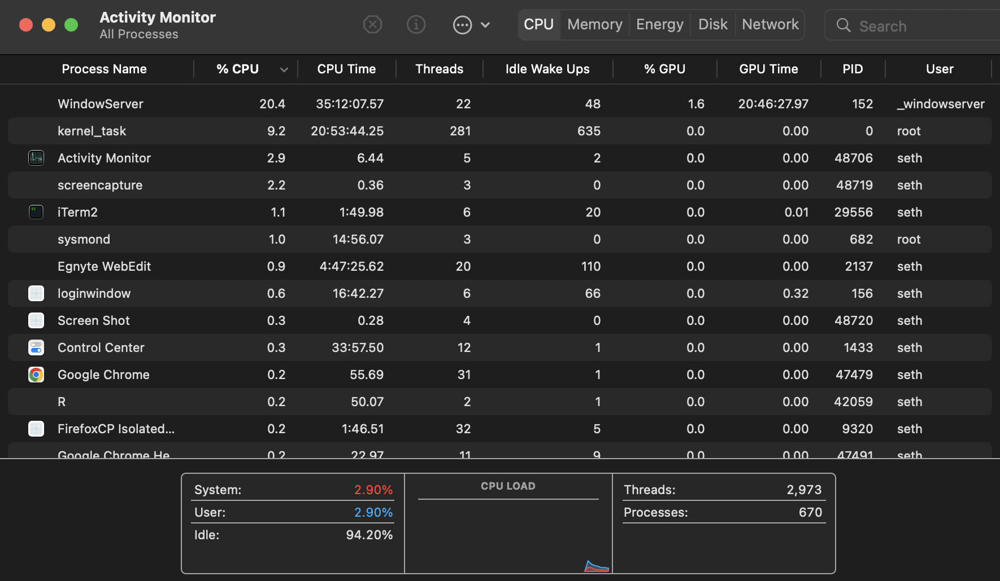 Activity Monitor
All Processes
CPU Memory Energy Disk Network Search
Process Name % CPU CPU Time Threads Idle Wake Ups % GPU GPU Time PID User
WindowServer 20.4 35:12:07.57 22 48 1.6 20:46:27.97 152 _windowserver
kernel_task 9.2 20:53:44.25 281 635 0.0 0.00 0 root
Activity Monitor 2.9 6.44 5 2 0.0 0.00 48706 seth
screencapture 2.2 0.36 3 0 0.0 0.00 48719 seth
iTerm2 1.1 1:49.98 6 20 0.0 0.01 29556 seth
sysmond 1.0 14:56.07 3 0 0.0 0.00 682 root
Egnyte WebEdit 0.9 4:47:25.62 20 110 0.0 0.00 2137 seth
loginwindow 0.6 16:42.27 6 66 0.0 0.32 156 seth
Screen Shot 0.3 0.28 4 0 0.0 0.00 48720 seth
Control Center 0.3 33:57.50 12 1 0.0 0.00 1433 seth
Google Chrome 0.2 55.69 31 1 0.0 0.00 47479 seth
R 0.2 50.07 2 1 0.0 0.00 42059 seth
FirefoxCP Isolated... 0.2 1:46.51 32 5 0.0 0.00 9320 seth
Google Chrome He 0.2 22.97 11 9 0.0 0.00 47491 seth
System: 2.90%
User: 2.90%
Idle: 94.20%
CPU LOAD
Threads: 2,973
Processes: 670